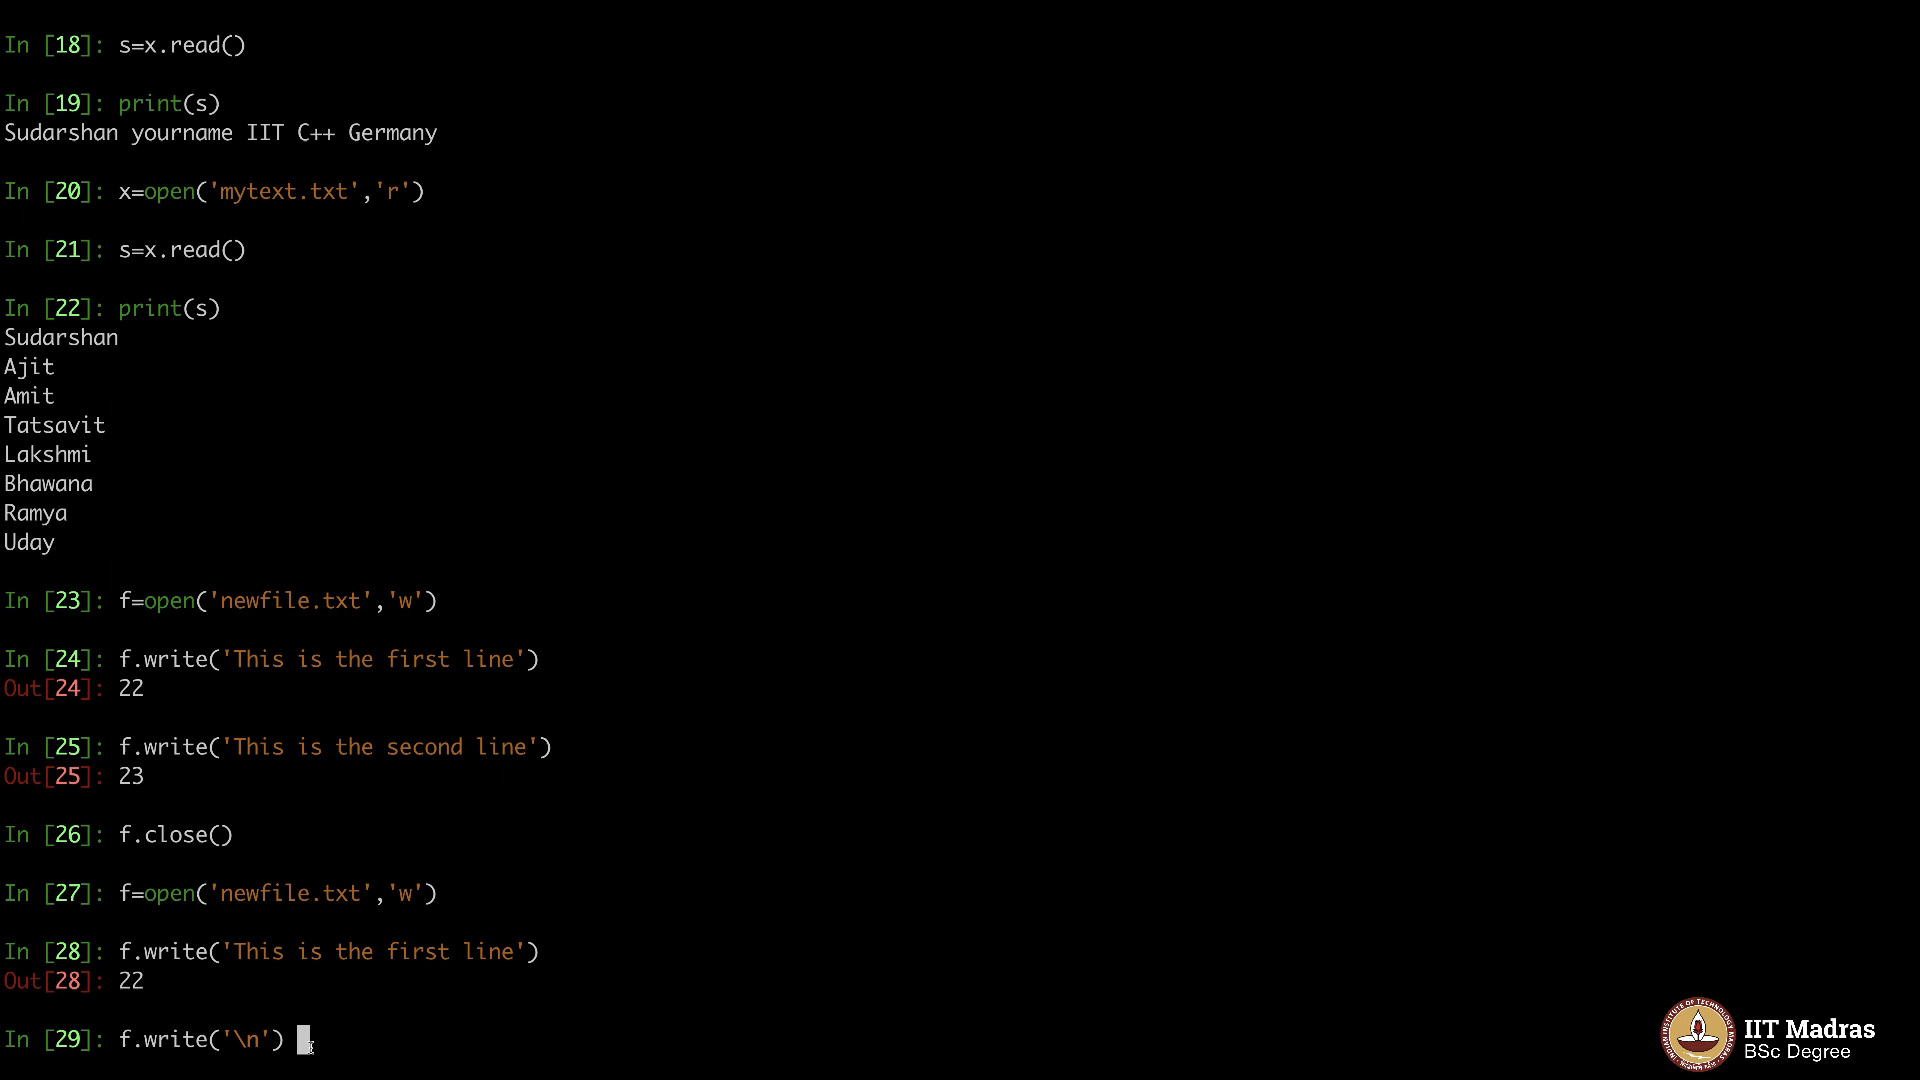 In [18]: s=x.read()
In [19]: print(s)
Sudarshan yourname IIT C++ Germany
In [20]: x=open('mytext.txt','r')
In [21]: s=x.read()
In [22]: print(s)
Sudarshan
Ajit
Amit
Tatsavit
Lakshmi
Bhawana
Ramya
Uday
In [23]: f=open('newfile.txt','w')
In [24]: f.write('This is the first line')
Out[24]: 22
In [25]: f.write('This is the second line')
Out[25]: 23
In [26]: f.close()
In [27]: f=open('newfile.txt','w')
In [28]: f.write('This is the first line')
Out[28]: 22
In [29]: f.write('\n')
IIT Madras
BSc Degree